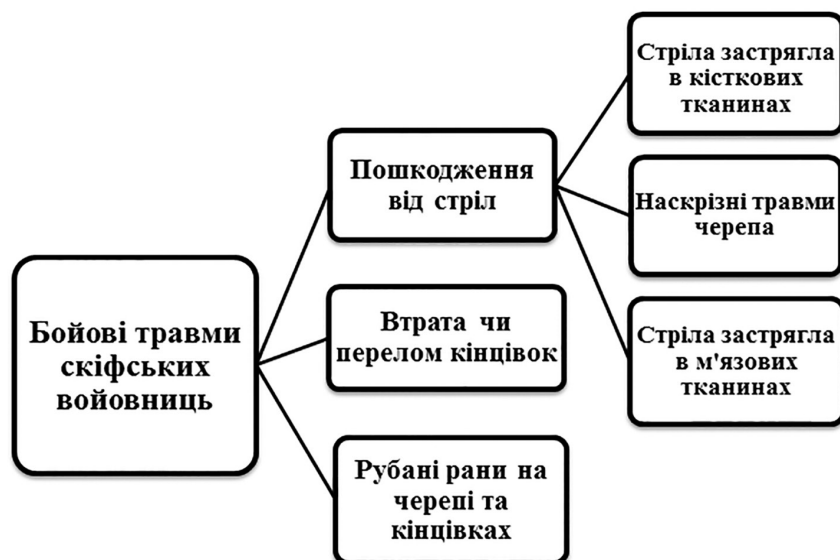 Бойові травми
скіфських
войовниць
Пошкодження
від стріл
Втрата чи
перелом кінцівок
Рубані рани на
черепі та
кінцівках
Стріла застрягла
в кісткових
тканинах
Наскрізні травми
черепа
Стріла застрягла
в м'язових
тканинах